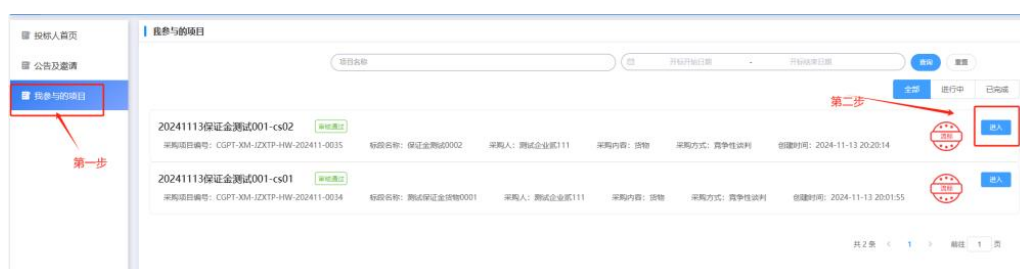 投标人首页
我参与的项目
公告及邀请
项目名称
开标开始日期 - 开标结束日期
查询
重置
我参与的项目
全部 进行中 已完成
第二步
第一步
20241113保证金测试001-cs02 审核通过
流标
进入
采购项目编号：CGPT-XM-JZXTP-HW-202411-0035 标段名称：保证金测试0002 采购人：测试企业贰111 采购内容：货物 采购方式：竞争性谈判 创建时间：2024-11-13 20:20:14
20241113保证金测试001-cs01 审核通过
流标
进入
采购项目编号：CGPT-XM-JZXTP-HW-202411-0034 标段名称：测试保证金货物0001 采购人：测试企业贰111 采购内容：货物 采购方式：竞争性谈判 创建时间：2024-11-13 20:01:55
共 2 条 < 1 > 前往 1 页